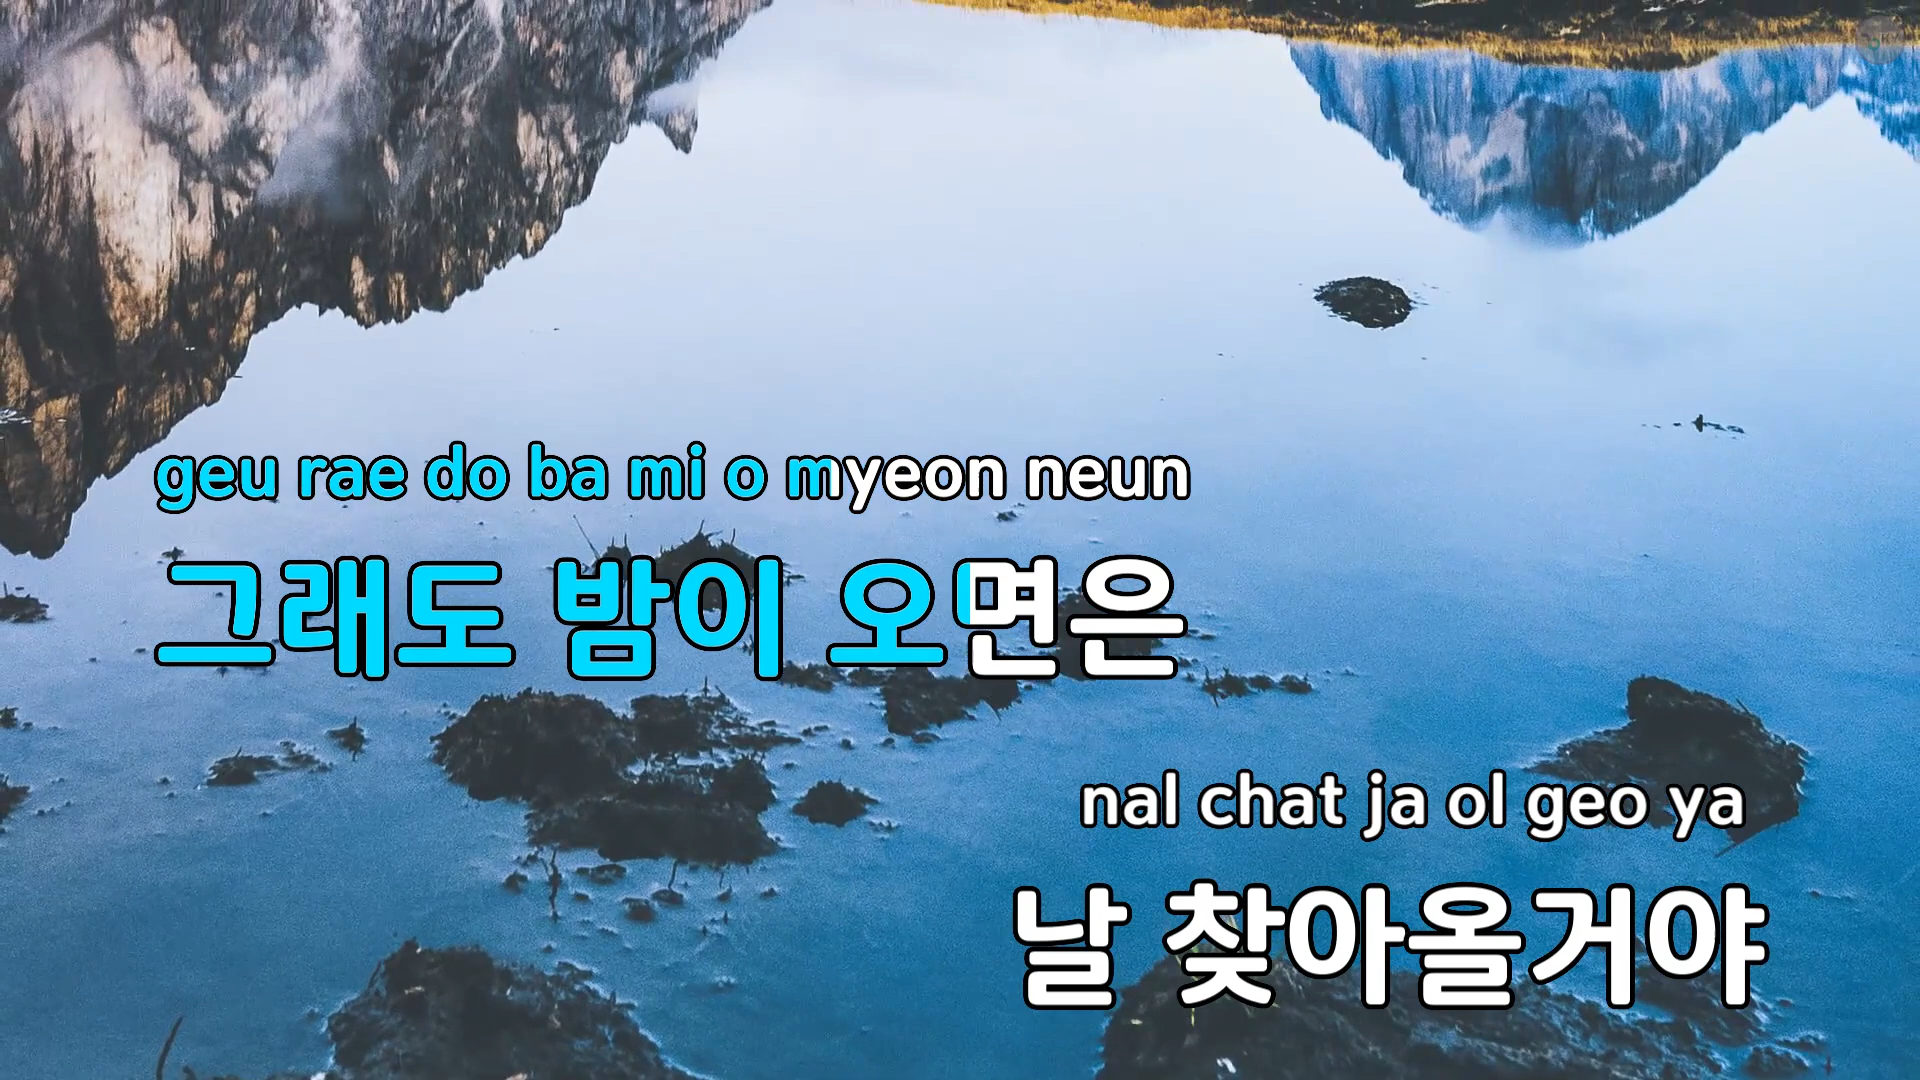 geu rae do ba mi o myeon neun
그래도 밤이 오면은
nal chat ja ol geo ya
날 찾아올거야